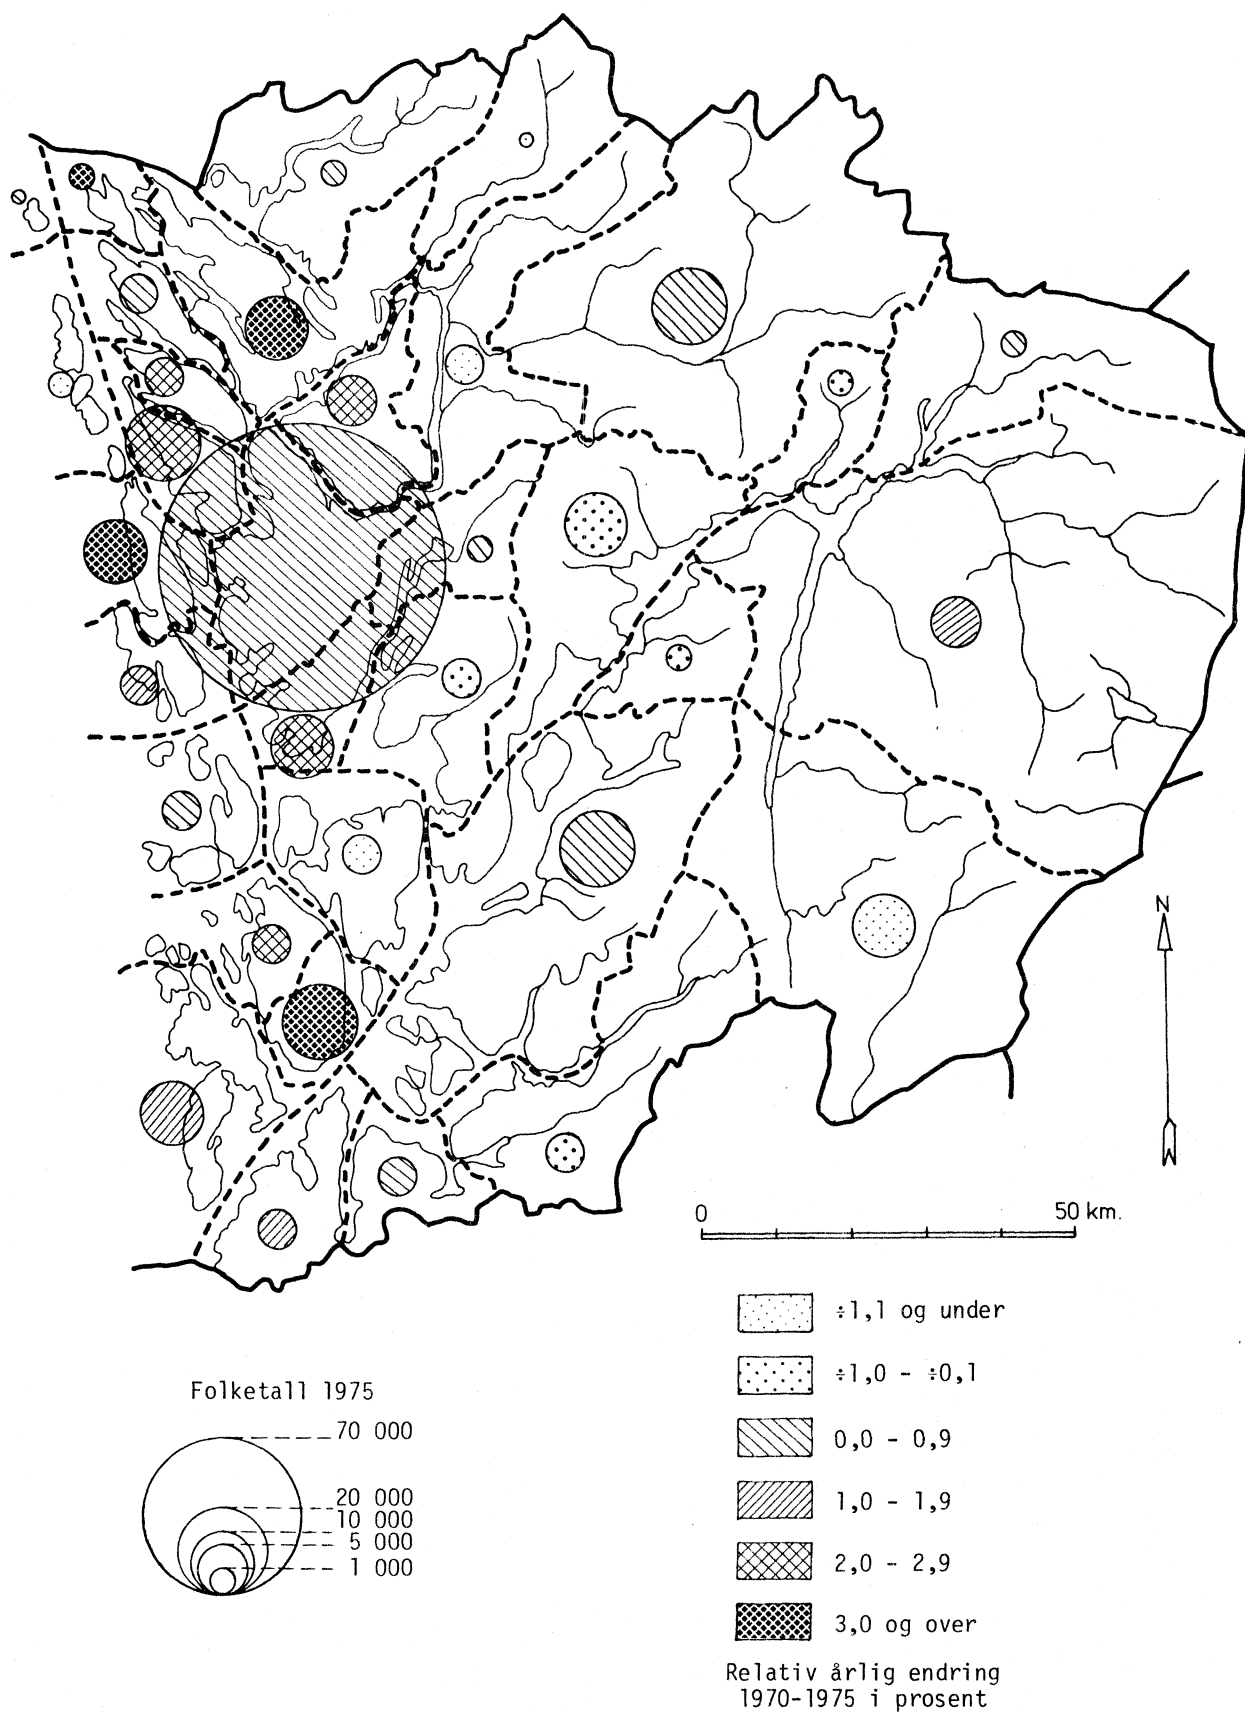 N
0 50 km.
÷1,1 og under
÷1,0 - ÷0,1
0,0 - 0,9
1,0 - 1,9
2,0 - 2,9
3,0 og over
Relativ årlig endring
1970-1975 i prosent
Folketall 1975
70 000
20 000
10 000
5 000
1 000